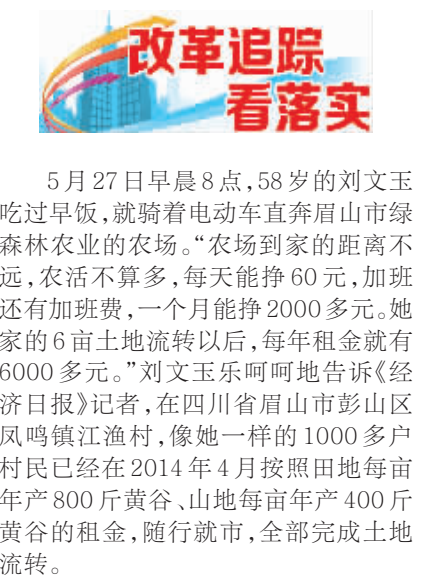 改革追踪
看落实
5月27日早晨8点,58岁的刘文玉
吃过早饭,就骑着电动车直奔眉山市绿
森林农业的农场。“农场到家的距离不
远,农活不算多,每天能挣60元,加班
还有加班费,一个月能挣2000多元。她
家的6亩土地流转以后,每年租金就有
6000多元。”刘文玉乐呵呵地告诉《经
济日报》记者,在四川省眉山市彭山区
凤鸣镇江渔村,像她一样的1000多户
村民已经在2014年4月按照田地每亩
年产800斤黄谷、山地每亩年产400斤
黄谷的租金,随行就市,全部完成土地
流转。